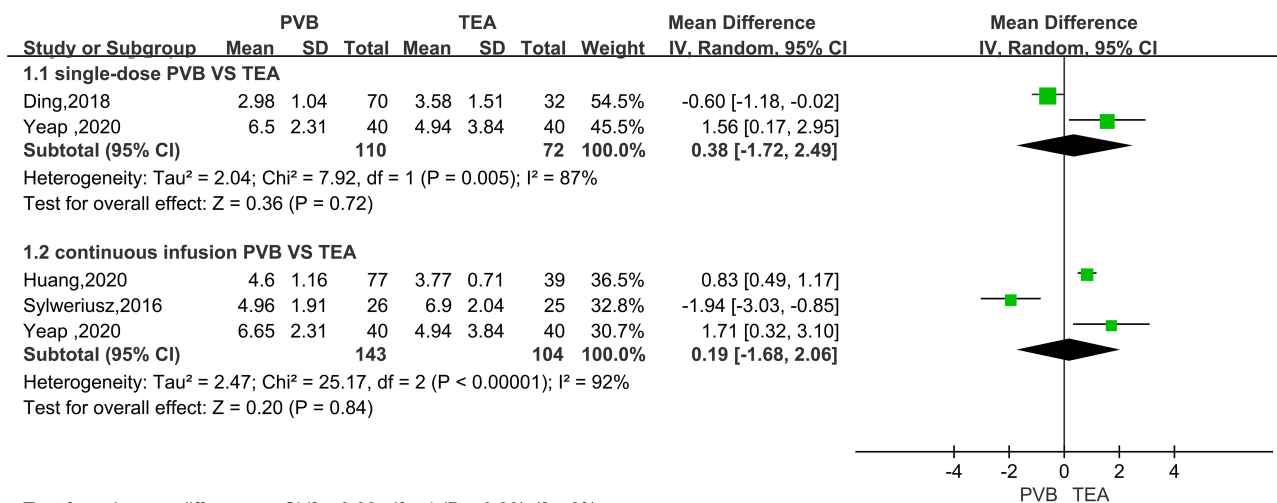 PVB TEA Mean Difference Mean Difference
Study or Subgroup Mean SD Total Mean SD Total Weight IV, Random, 95% CI IV, Random, 95% CI
1.1 single-dose PVB VS TEA
Ding,2018 2.98 1.04 70 3.58 1.51 32 54.5% -0.60 [-1.18, -0.02]
Yeap ,2020 6.5 2.31 40 4.94 3.84 40 45.5% 1.56 [0.17, 2.95]
Subtotal (95% CI) 110 72 100.0% 0.38 [-1.72, 2.49]
Heterogeneity: Tau² = 2.04; Chi² = 7.92, df = 1 (P = 0.005); I² = 87%
Test for overall effect: Z = 0.36 (P = 0.72)
1.2 continuous infusion PVB VS TEA
Huang,2020 4.6 1.16 77 3.77 0.71 39 36.5% 0.83 [0.49, 1.17]
Sylweriusz,2016 4.96 1.91 26 6.9 2.04 25 32.8% -1.94 [-3.03, -0.85]
Yeap ,2020 6.65 2.31 40 4.94 3.84 40 30.7% 1.71 [0.32, 3.10]
Subtotal (95% CI) 143 104 100.0% 0.19 [-1.68, 2.06]
Heterogeneity: Tau² = 2.47; Chi² = 25.17, df = 2 (P < 0.00001); I² = 92%
Test for overall effect: Z = 0.20 (P = 0.84)
-4 -2 0 2 4
PVB TEA